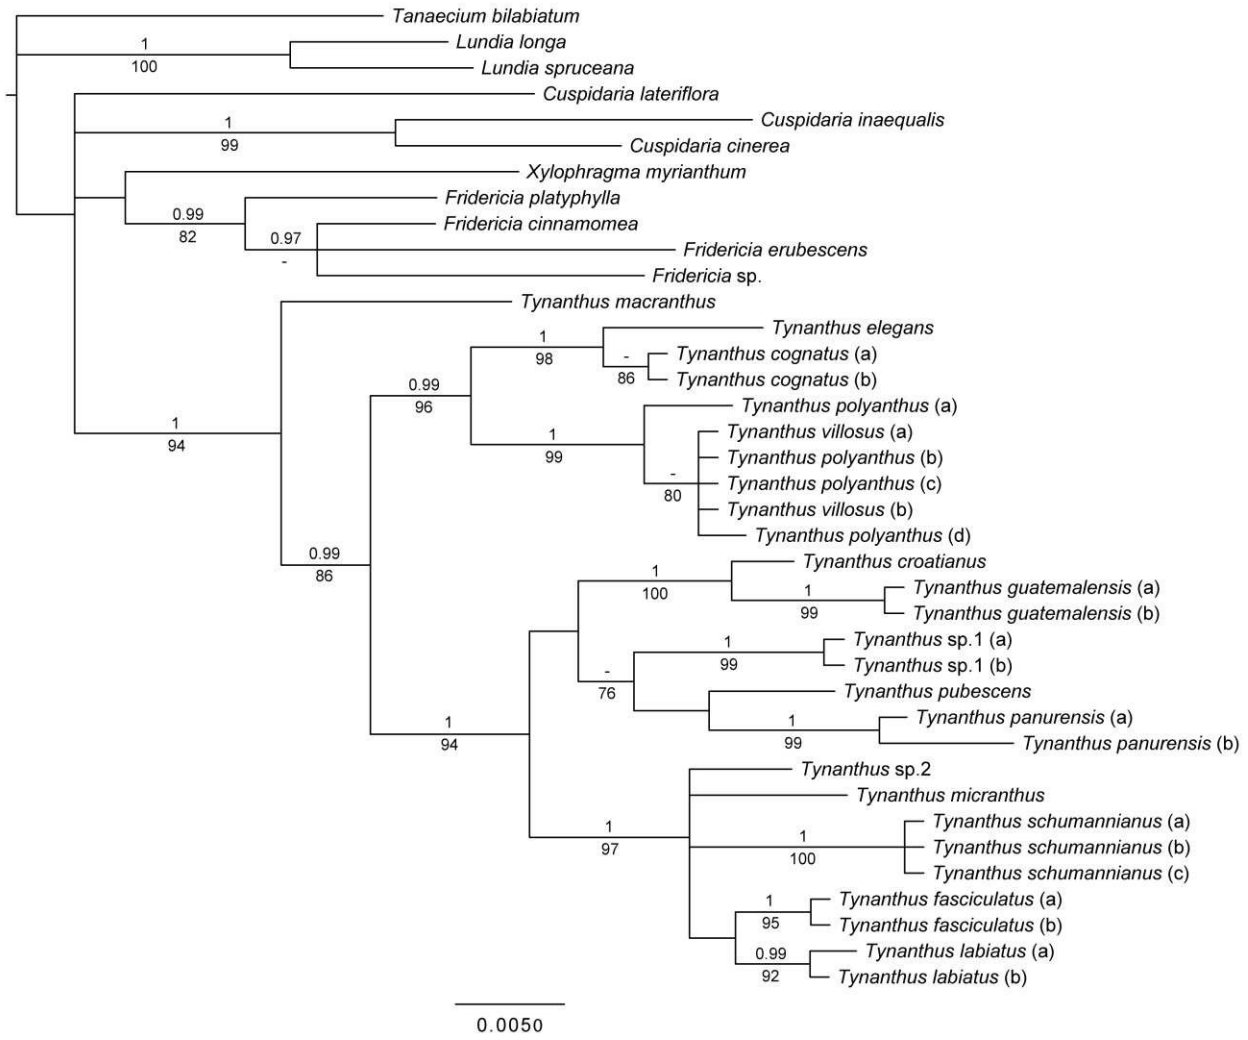 Tanaecium bilabiatum
1
100
Lundia longa
Lundia spruceana
Cuspidaria lateriflora
1
99
Cuspidaria inaequalis
Cuspidaria cinerea
Xylophragma myrianthum
0.99
82
Fridericia platyphylla
0.97
-
Fridericia cinnamomea
Fridericia erubescens
Fridericia sp.
1
94
Tynanthus macranthus
0.99
86
0.99
96
1
98
Tynanthus elegans
-
86
Tynanthus cognatus (a)
Tynanthus cognatus (b)
1
99
Tynanthus polyanthus (a)
-
80
Tynanthus villosus (a)
Tynanthus polyanthus (b)
Tynanthus polyanthus (c)
Tynanthus villosus (b)
Tynanthus polyanthus (d)
1
94
1
100
Tynanthus croatianus
1
99
Tynanthus guatemalensis (a)
Tynanthus guatemalensis (b)
-
76
1
99
Tynanthus sp.1 (a)
Tynanthus sp.1 (b)
Tynanthus pubescens
1
99
Tynanthus panurensis (a)
Tynanthus panurensis (b)
1
97
Tynanthus sp.2
Tynanthus micranthus
1
100
Tynanthus schumannianus (a)
Tynanthus schumannianus (b)
Tynanthus schumannianus (c)
1
95
Tynanthus fasciculatus (a)
Tynanthus fasciculatus (b)
0.99
92
Tynanthus labiatus (a)
Tynanthus labiatus (b)
0.0050